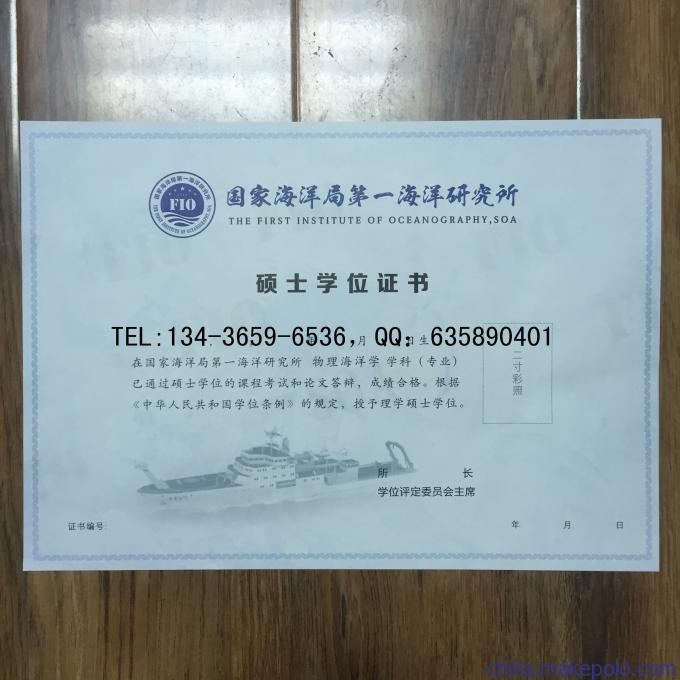 国家海洋局第一海洋研究所
FIO
THE FIRST INSTITUTE OF OCEANOGRAPHY,SOA
硕士学位证书
TEL:134-3659-6536，QQ：635890401
月 日生
在国家海洋局第一海洋研究所 物理海洋学 学科（专业）
已通过硕士学位的课程考试和论文答辩，成绩合格。根据
《中华人民共和国学位条例》的规定，授予理学硕士学位。
二寸彩照
所 长
学位评定委员会主席
证书编号:
年 月 日
china.makepolo.com